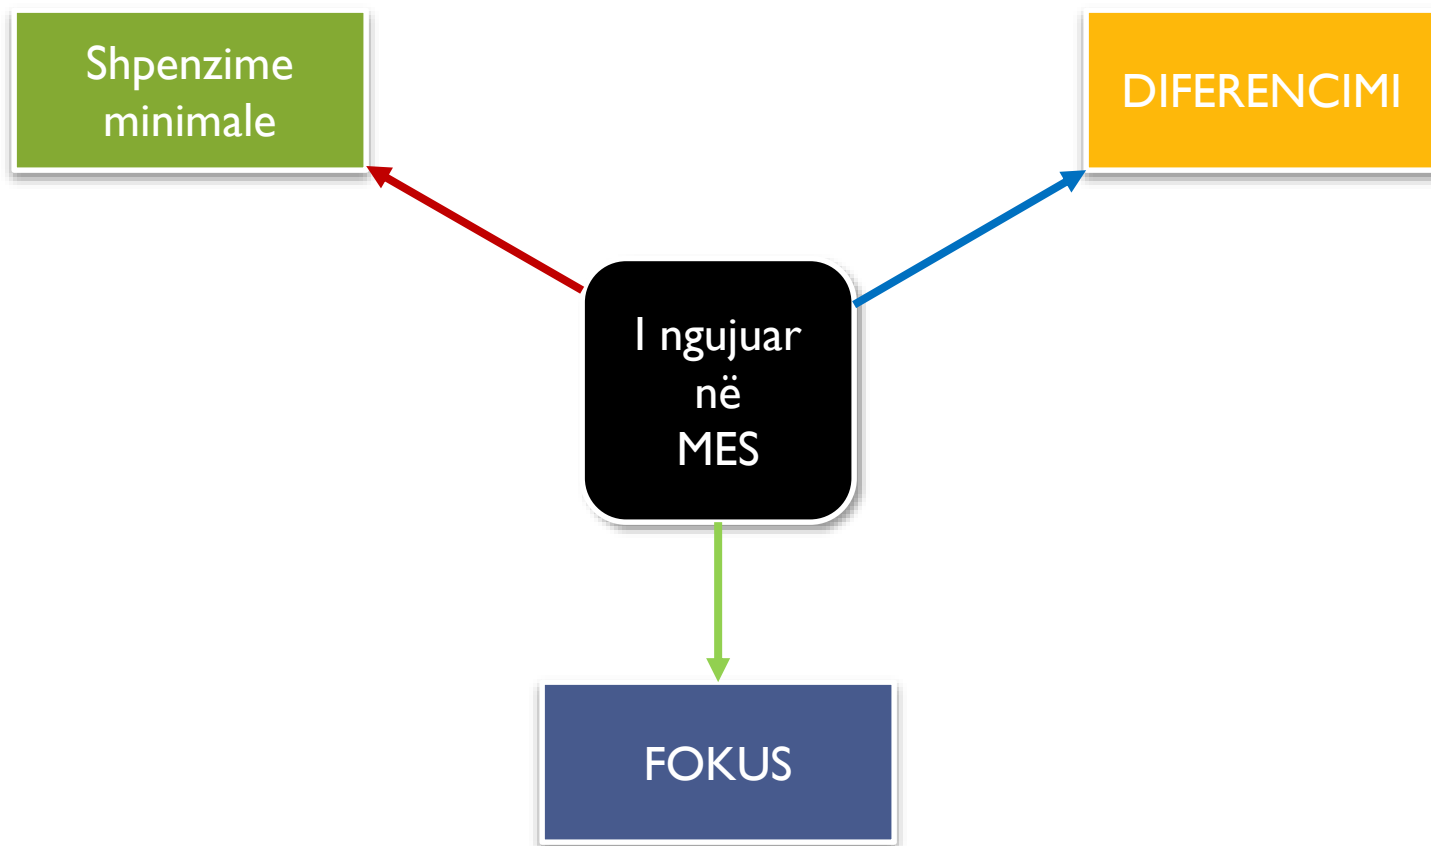 Shpenzime
minimale
DIFERENCIMI
I ngujuar
në
MES
FOKUS